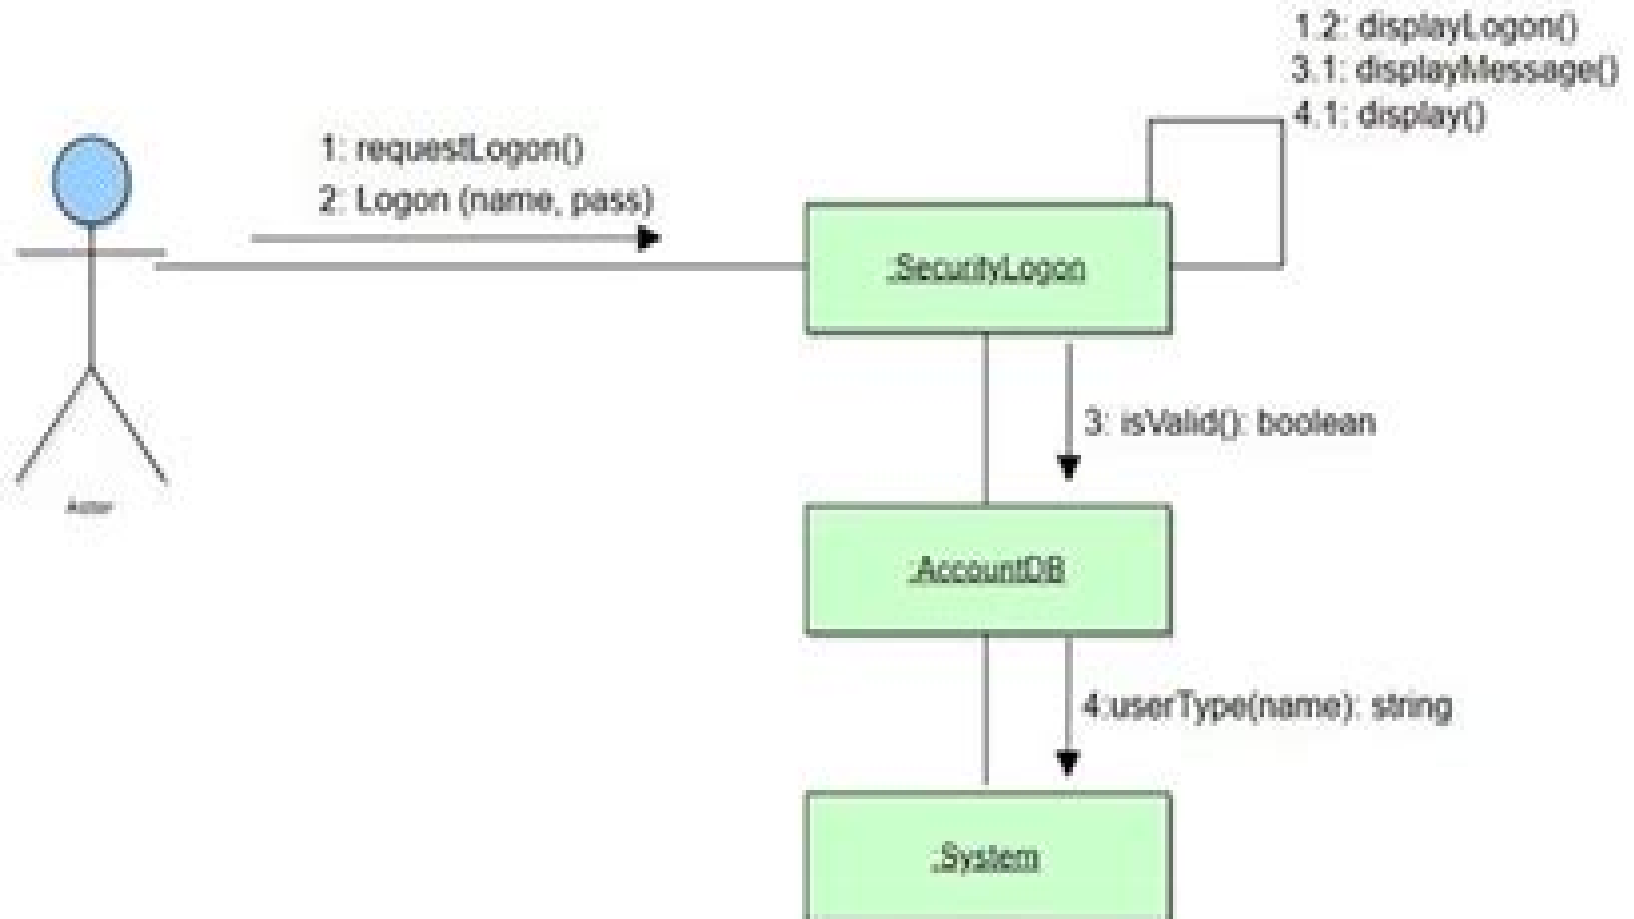 1.2: displayLogon()
3.1: displayMessage()
4.1: display()
1: requestLogon()
2: Logon (name, pass)
:SecurityLogon
3: isValid(): boolean
Actor
:AccountDB
4:userType(name): string
:System